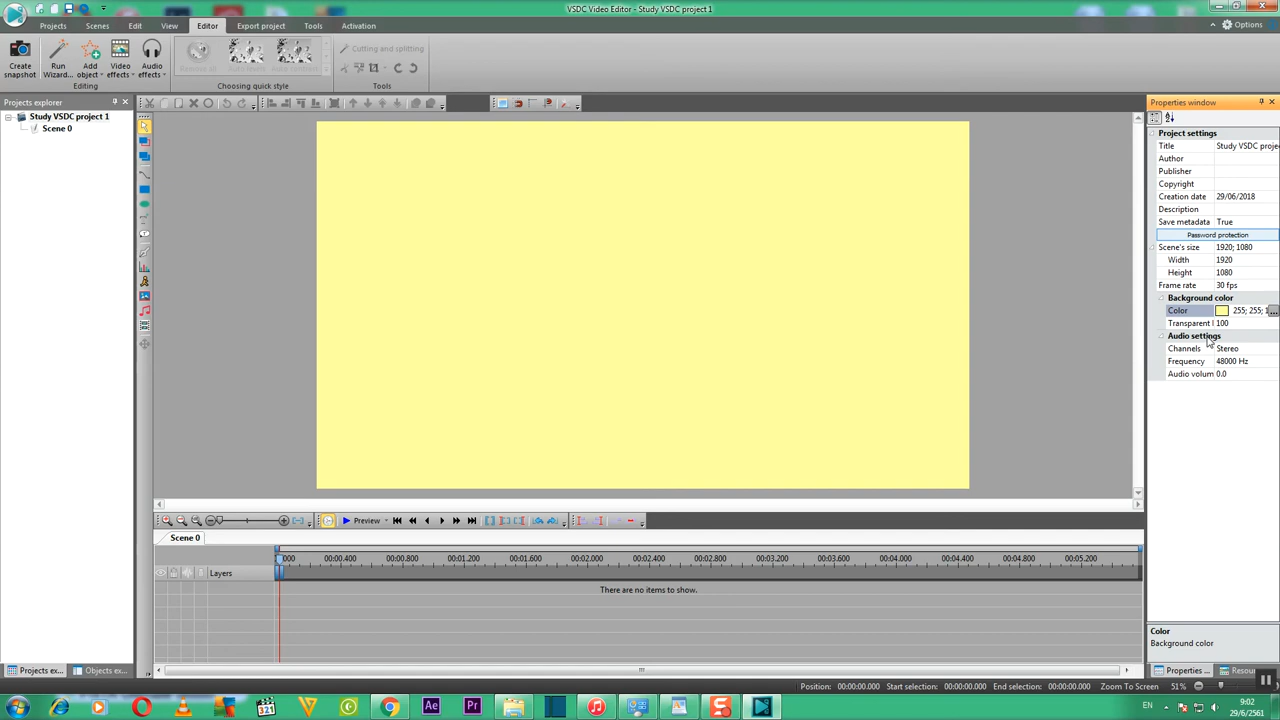 VSDC Video Editor - Study VSDC project 1
Projects Scenes Edit View Editor Export project Tools Activation
Options
Create snapshot
Run Wizard...
Add object
Video effects
Audio effects
Editing
Choosing quick style
Cutting and splitting
Tools
Projects explorer
Study VSDC project 1
Scene 0
Properties window
Project settings
Title Study VSDC proje
Author
Publisher
Copyright
Creation date 29/06/2018
Description
Save metadata True
Password protection
Scene's size 1920; 1080
Width 1920
Height 1080
Frame rate 30 fps
Background color
Color 255; 255; 1 ...
Transparent l 100
Audio settings
Channels Stereo
Frequency 48000 Hz
Audio volum 0.0
Preview
Scene 0
000 00:00.400 00:00.800 00:01.200 00:01.600 00:02.000 00:02.400 00:02.800 00:03.200 00:03.600 00:04.000 00:04.400 00:04.800 00:05.200
Layers
There are no items to show.
Color
Background color
Projects ex... Objects ex...
Properties ... Resou
Position: 00:00:00.000 Start selection: 00:00:00.000 End selection: 00:00:00.000 Zoom To Screen 51%
Ae Pr
EN
9:02
29/6/2561